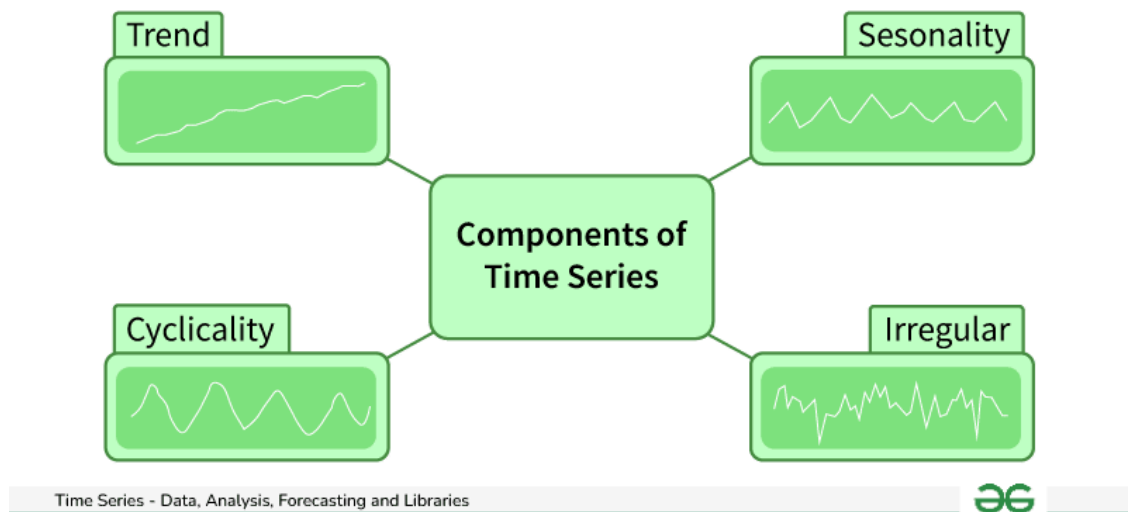 Trend
Sesonality
Components of
Time Series
Cyclicality
Irregular
Time Series - Data, Analysis, Forecasting and Libraries